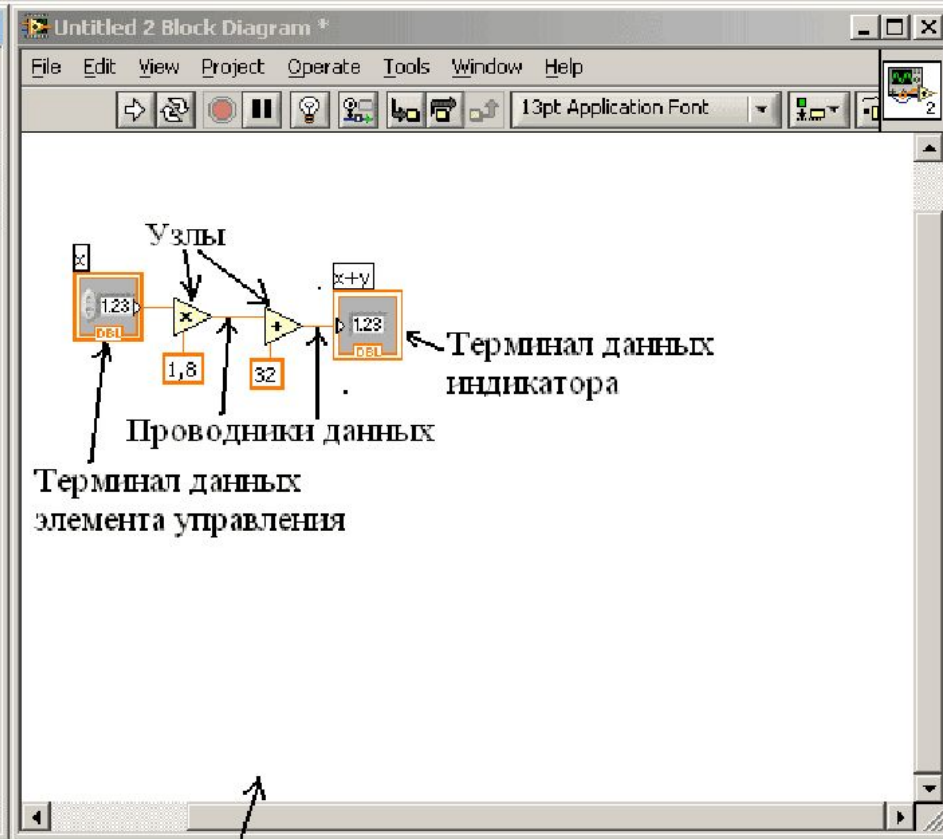 Untitled 2 Block Diagram *
File Edit View Project Operate Tools Window Help
13pt Application Font
2
Узлы
x
x+y
1.23
1.23
DBL
DBL
1,8
32
Терминал данных
индикатора
Проводники данных
Терминал данных
элемента управления